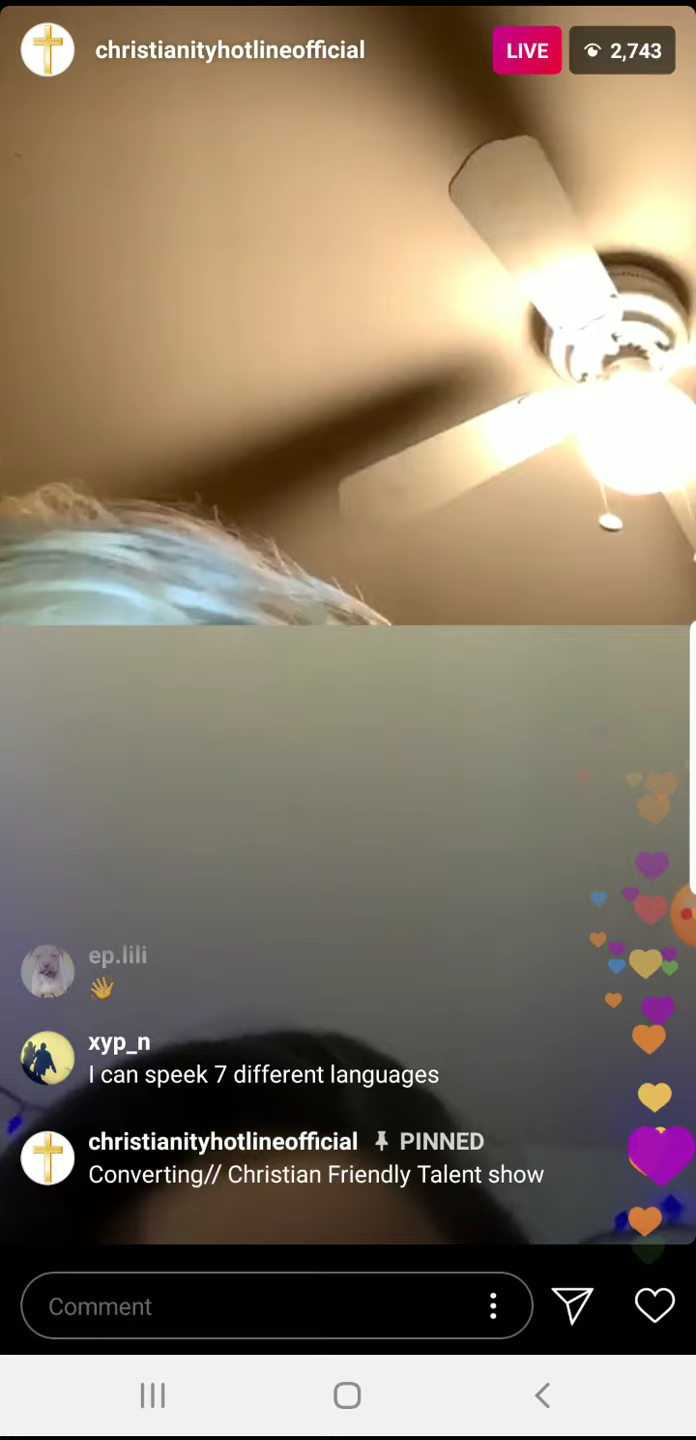 christianityhotlineofficial
LIVE
2,743
ep.lili
👋
xyp_n
I can speek 7 different languages
christianityhotlineofficial PINNED
Converting// Christian Friendly Talent show
Comment